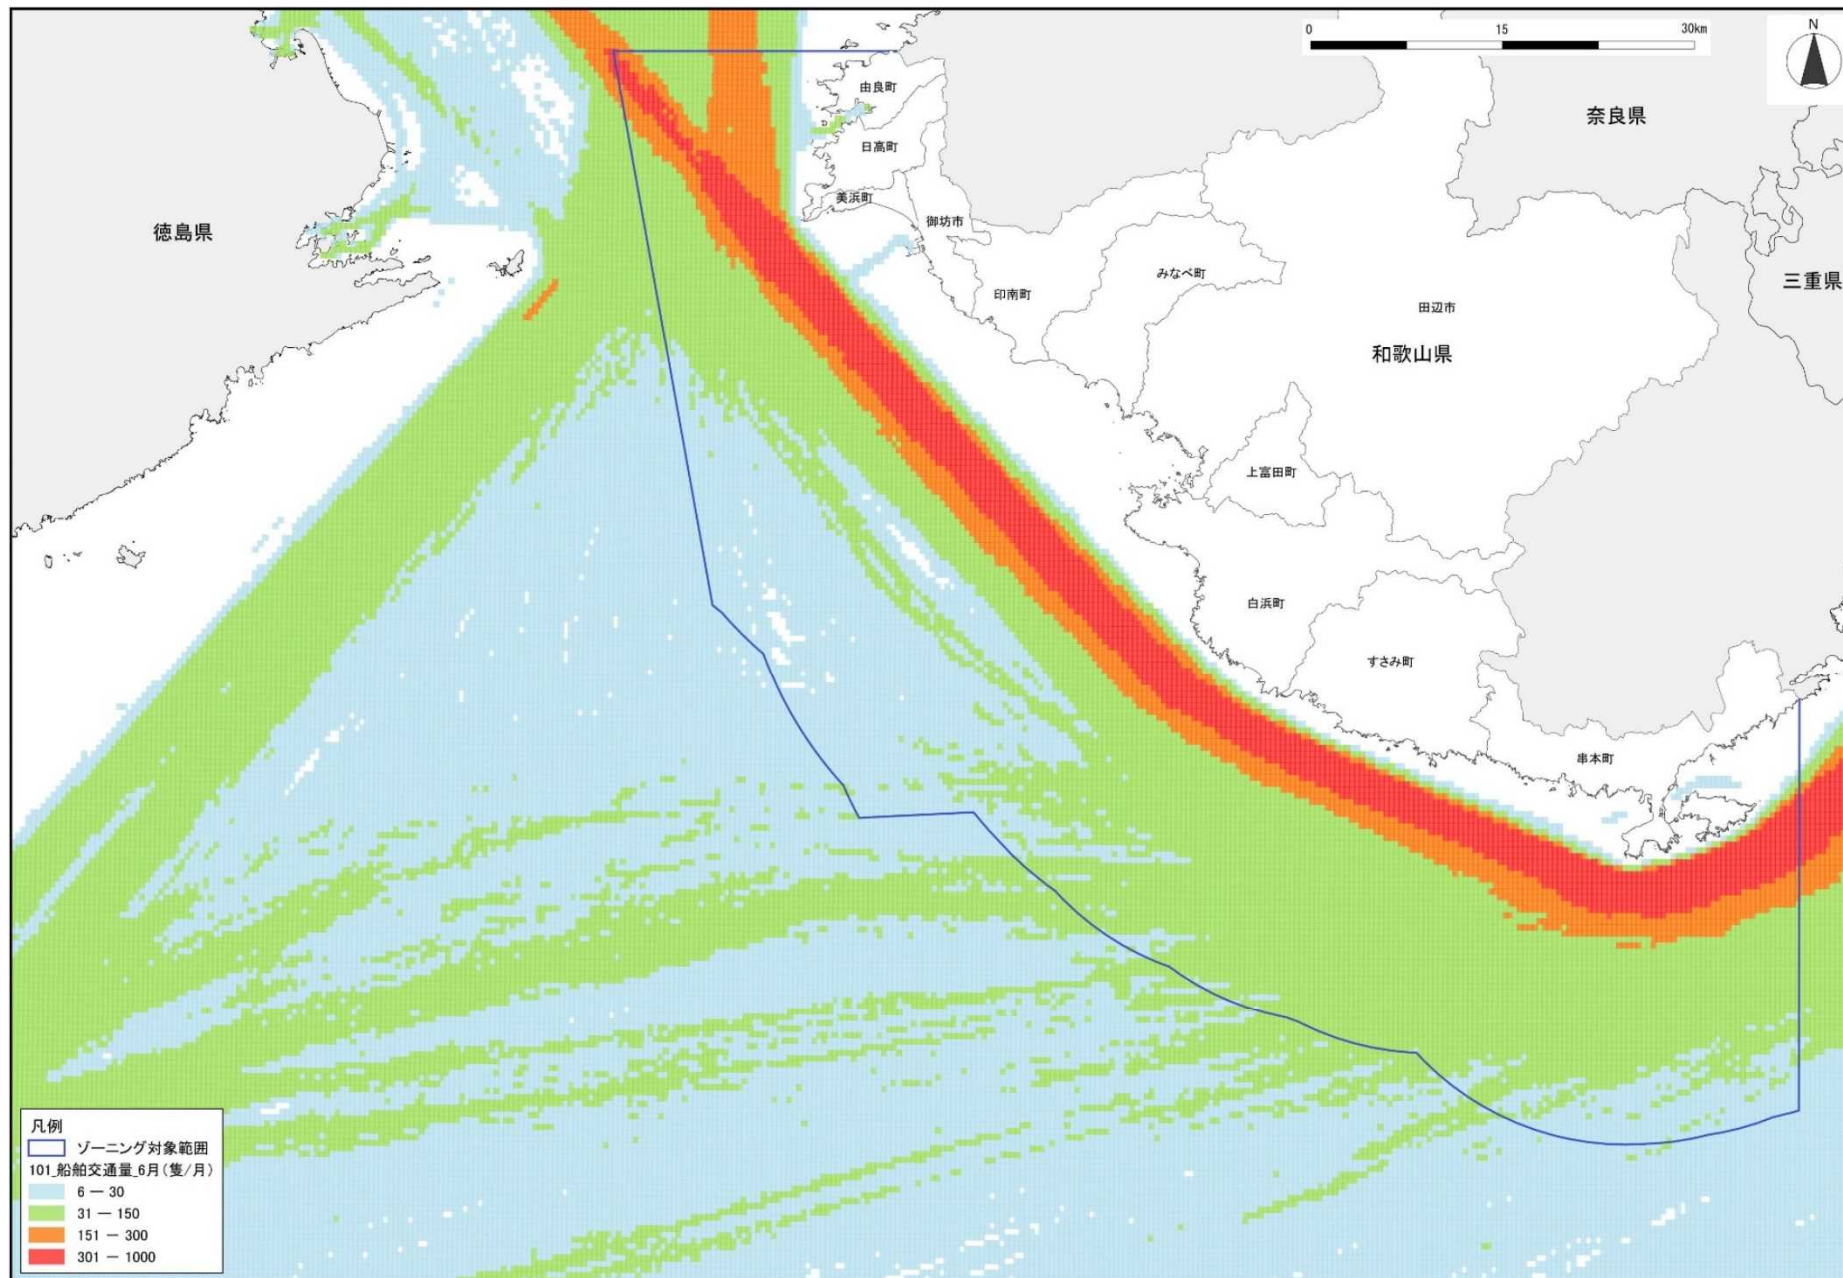 0 15 30km
N
由良町
奈良県
日高町
美浜町
御坊市
徳島県
みなべ町
三重県
印南町
田辺市
和歌山県
上富田町
白浜町
すさみ町
串本町
凡例
ゾーニング対象範囲
101_船舶交通量_6月(隻/月)
6 － 30
31 － 150
151 － 300
301 － 1000